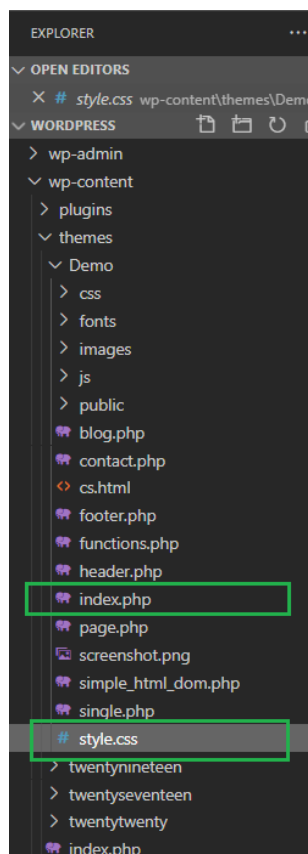 EXPLORER
OPEN EDITORS
# style.css wp-content\themes\Demo
WORDPRESS
wp-admin
wp-content
plugins
themes
Demo
css
fonts
images
js
public
blog.php
contact.php
<> cs.html
footer.php
functions.php
header.php
index.php
page.php
screenshot.png
simple_html_dom.php
single.php
# style.css
twentynineteen
twentyseventeen
twentytwenty
index.php